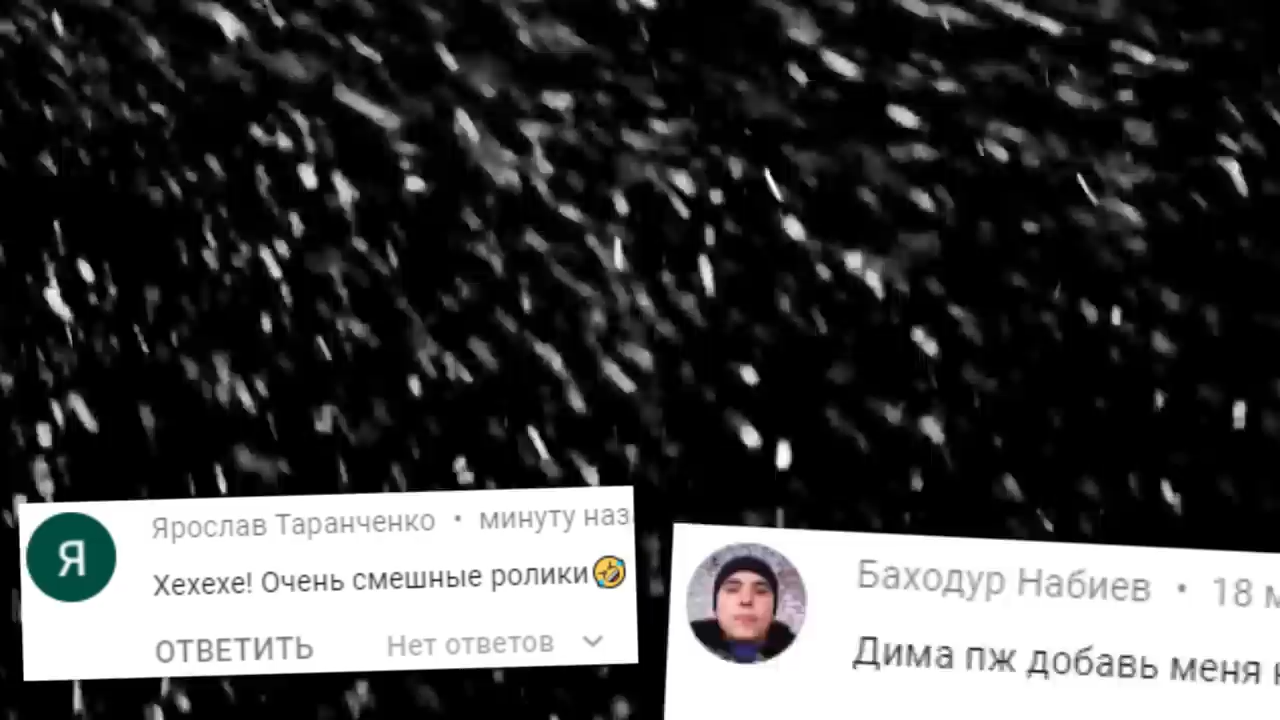 Ярослав Таранченко • минуту наз
Я
Хехехе! Очень смешные ролики🤣
ОТВЕТИТЬ Нет ответов
Баходур Набиев • 18 м
Дима пж добавь меня